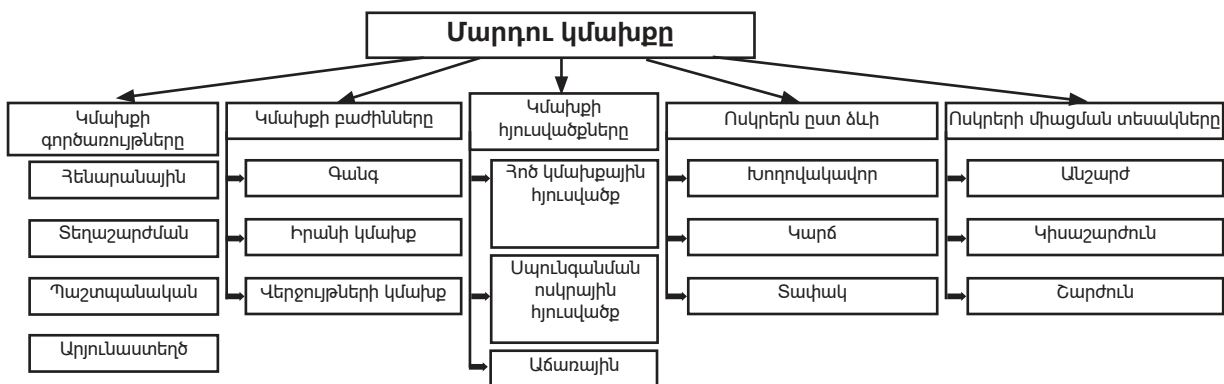 Մարդու կմախքը
Կմախքի
գործառույթները
Հենարանային
Տեղաշարժման
Պաշտպանական
Արյունաստեղծ
Կմախքի բաժինները
Գանգ
Իրանի կմախք
Վերջույթների կմախք
Կմախքի
հյուսվածքները
Հոծ կմախքային
հյուսվածք
Սպունգանման
ոսկրային
հյուսվածք
Աճառային
Ոսկրերն ըստ ձևի
Խողովակավոր
Կարճ
Տափակ
Ոսկրերի միացման տեսակները
Անշարժ
Կիսաշարժուն
Շարժուն